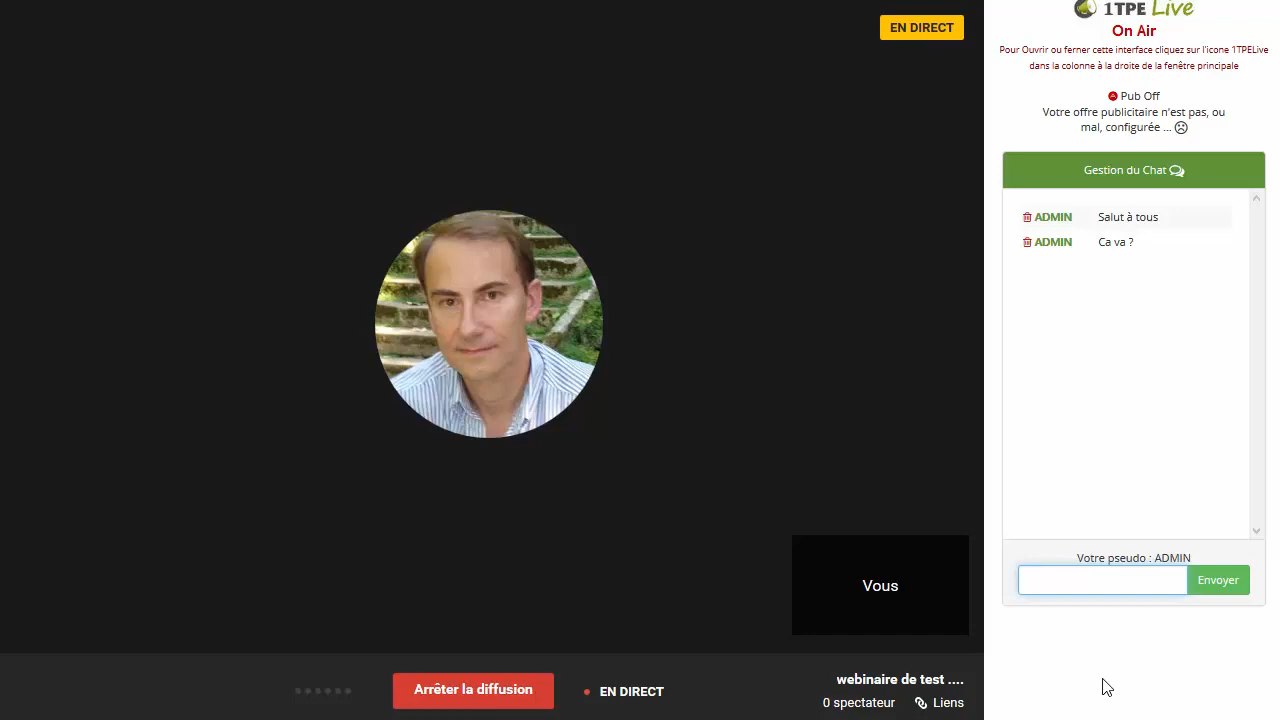 EN DIRECT
Vous
Arrêter la diffusion
EN DIRECT
webinaire de test ....
0 spectateur
Liens
1TPE Live
On Air
Pour Ouvrir ou ferner cette interface cliquez sur l'icone 1TPELive
dans la colonne à la droite de la fenêtre principale
Pub Off
Votre offre publicitaire n'est pas, ou
mal, configurée ...
Gestion du Chat
ADMIN Salut à tous
ADMIN Ca va ?
Votre pseudo : ADMIN
Envoyer